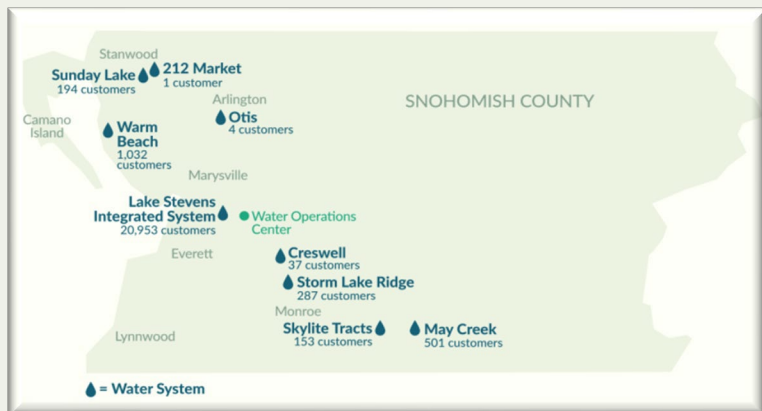 Stanwood
Sunday Lake
194 customers
212 Market
1 customer
Arlington
Otis
4 customers
SNOHOMISH COUNTY
Camano
Island
Warm
Beach
1,032
customers
Marysville
Lake Stevens
Integrated System
20,953 customers
Water Operations
Center
Everett
Creswell
37 customers
Storm Lake Ridge
287 customers
Monroe
Lynnwood
Skylite Tracts
153 customers
May Creek
501 customers
= Water System